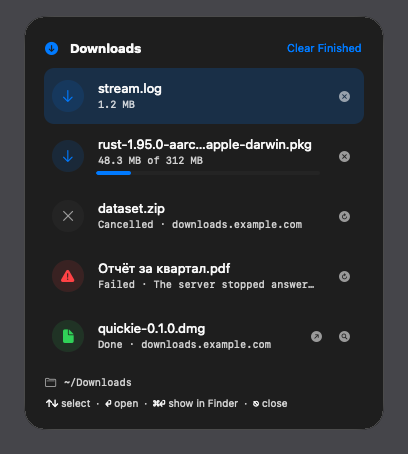 Downloads
Clear Finished
stream.log
1.2 MB
rust-1.95.0-aarc...apple-darwin.pkg
48.3 MB of 312 MB
dataset.zip
Cancelled · downloads.example.com
Отчёт за квартал.pdf
Failed · The server stopped answer…
quickie-0.1.0.dmg
Done · downloads.example.com
~/Downloads
↑↓ select · ↩ open · ⌘↩ show in Finder · ⎋ close